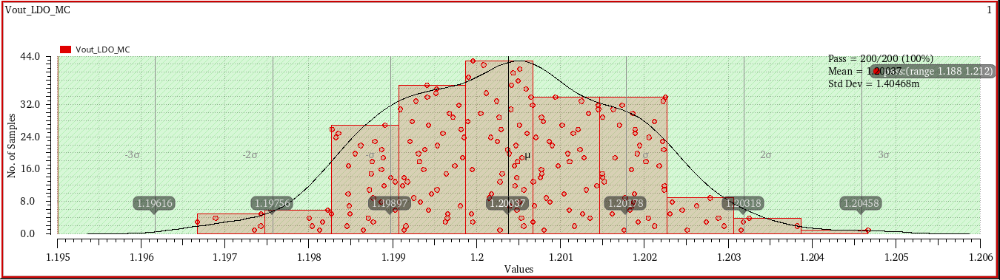 Vout_LDO_MC 1
Vout_LDO_MC
Pass = 200/200 (100%)
Mean = 1.20037
pass:(range 1.188 1.212)
Std Dev = 1.40468m
No. of Samples
44.0
32.0
24.0
16.0
8.0
0.0
-3σ -2σ -σ μ σ 2σ 3σ
1.19616 1.19756 1.19897 1.20037 1.20178 1.20318 1.20458
1.195 1.196 1.197 1.198 1.199 1.2 1.201 1.202 1.203 1.204 1.205 1.206
Values